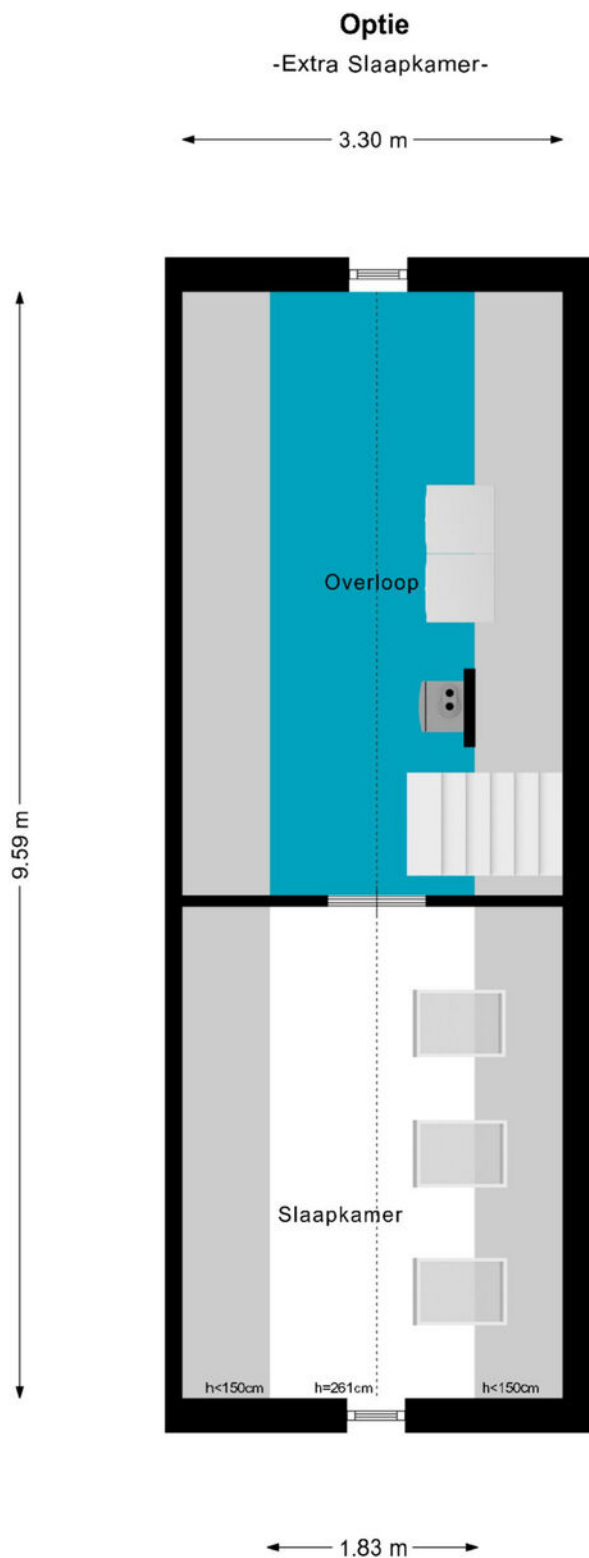 Optie
-Extra Slaapkamer-
3.30 m
Overloop
9.59 m
Slaapkamer
h<150cm h=261cm h<150cm
1.83 m